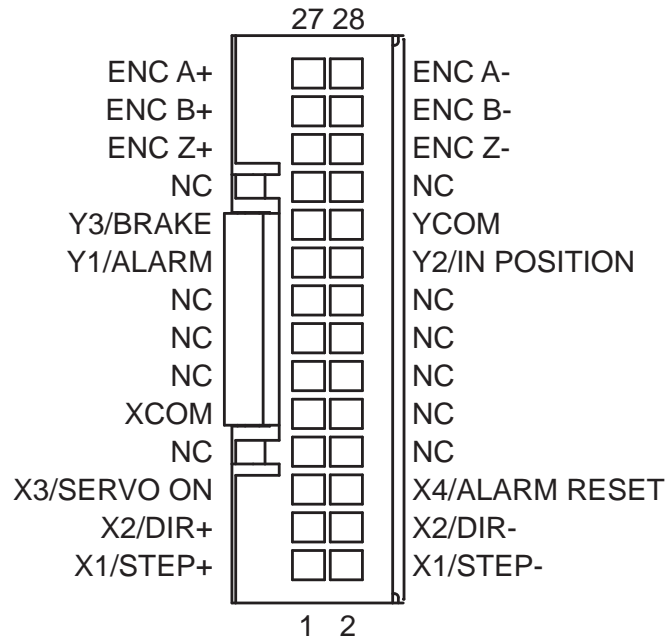 27 28
ENC A+ ENC A-
ENC B+ ENC B-
ENC Z+ ENC Z-
NC NC
Y3/BRAKE YCOM
Y1/ALARM Y2/IN POSITION
NC NC
NC NC
NC NC
XCOM NC
NC NC
X3/SERVO ON X4/ALARM RESET
X2/DIR+ X2/DIR-
X1/STEP+ X1/STEP-
1 2